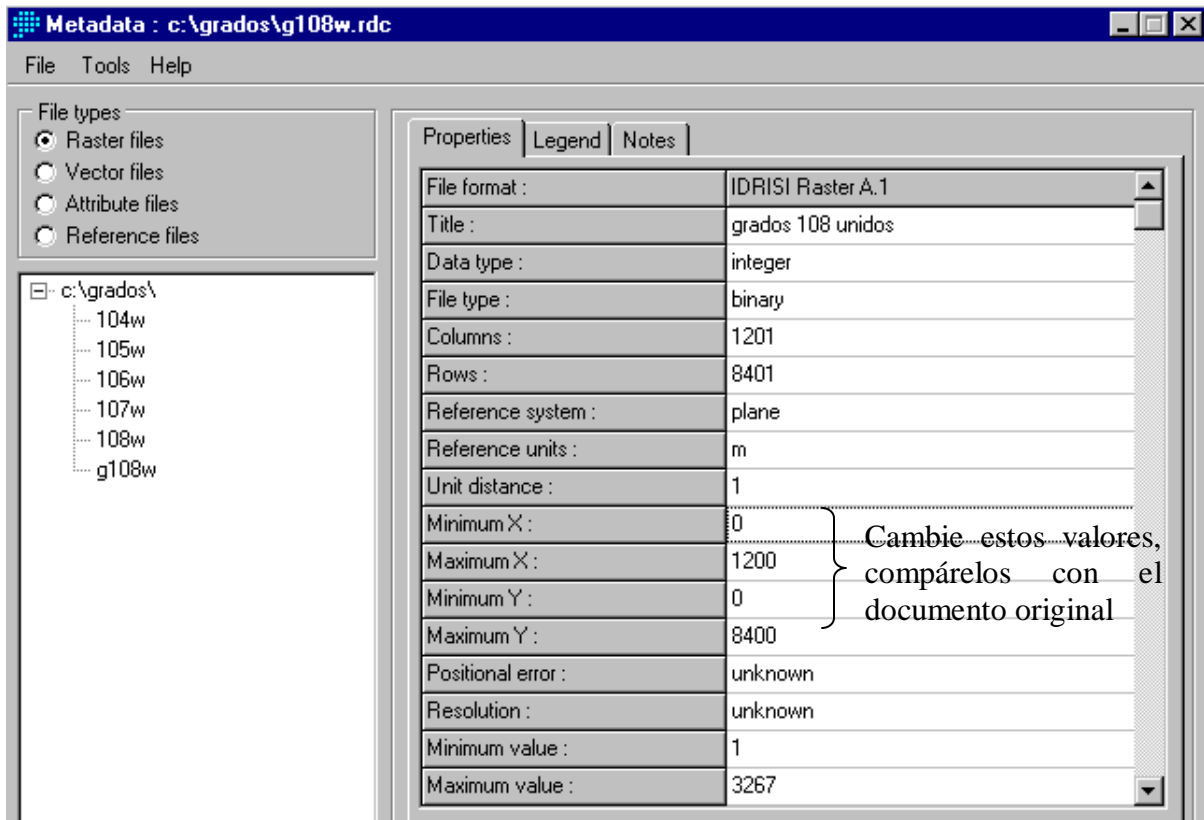 Metadata : c:\grados\g108w.rdc
File Tools Help
File types
Raster files
Vector files
Attribute files
Reference files
c:\grados\
104w
105w
106w
107w
108w
g108w
Properties Legend Notes
File format : IDRISI Raster A.1
Title : grados 108 unidos
Data type : integer
File type : binary
Columns : 1201
Rows : 8401
Reference system : plane
Reference units : m
Unit distance : 1
Minimum X : 0
Maximum X : 1200
Minimum Y : 0
Maximum Y : 8400
Positional error : unknown
Resolution : unknown
Minimum value : 1
Maximum value : 3267
Cambie estos valores,
compárelos con el
documento original